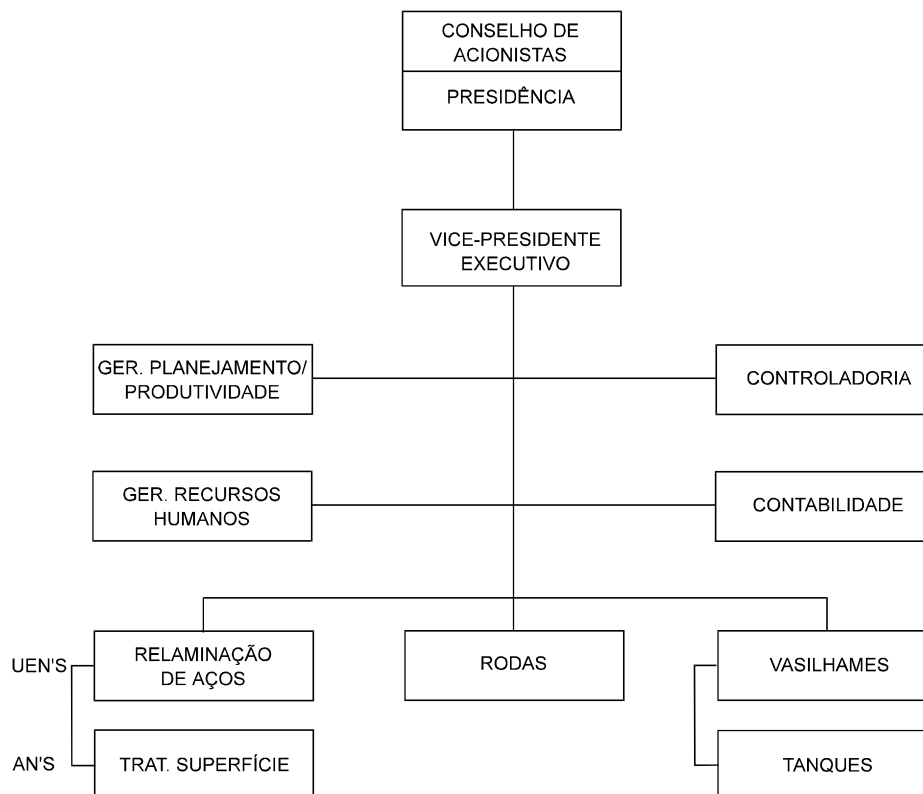 CONSELHO DE
ACIONISTAS
PRESIDÊNCIA
VICE-PRESIDENTE
EXECUTIVO
GER. PLANEJAMENTO/
PRODUTIVIDADE
CONTROLADORIA
GER. RECURSOS
HUMANOS
CONTABILIDADE
UEN'S
RELAMINAÇÃO
DE AÇOS
RODAS
VASILHAMES
AN'S
TRAT. SUPERFÍCIE
TANQUES